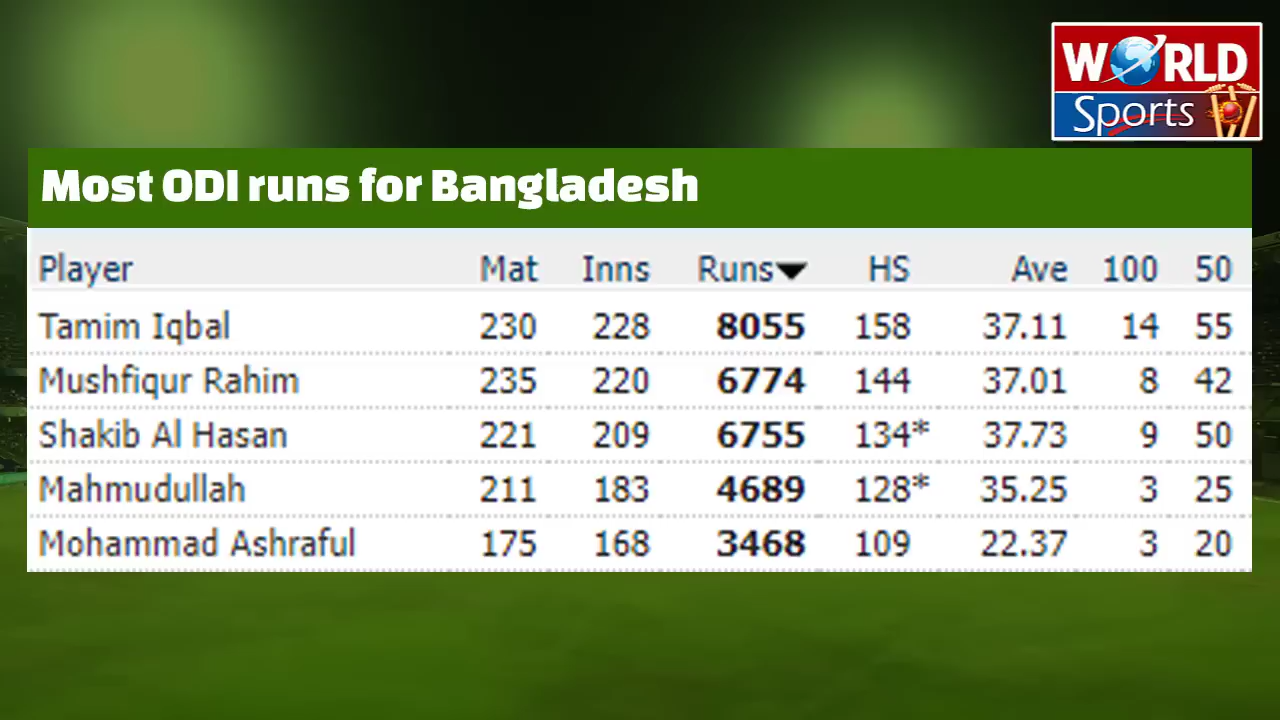 WORLD
Sports
Most ODI runs for Bangladesh
Player Mat Inns Runs▼ HS Ave 100 50
Tamim Iqbal 230 228 8055 158 37.11 14 55
Mushfiqur Rahim 235 220 6774 144 37.01 8 42
Shakib Al Hasan 221 209 6755 134* 37.73 9 50
Mahmudullah 211 183 4689 128* 35.25 3 25
Mohammad Ashraful 175 168 3468 109 22.37 3 20